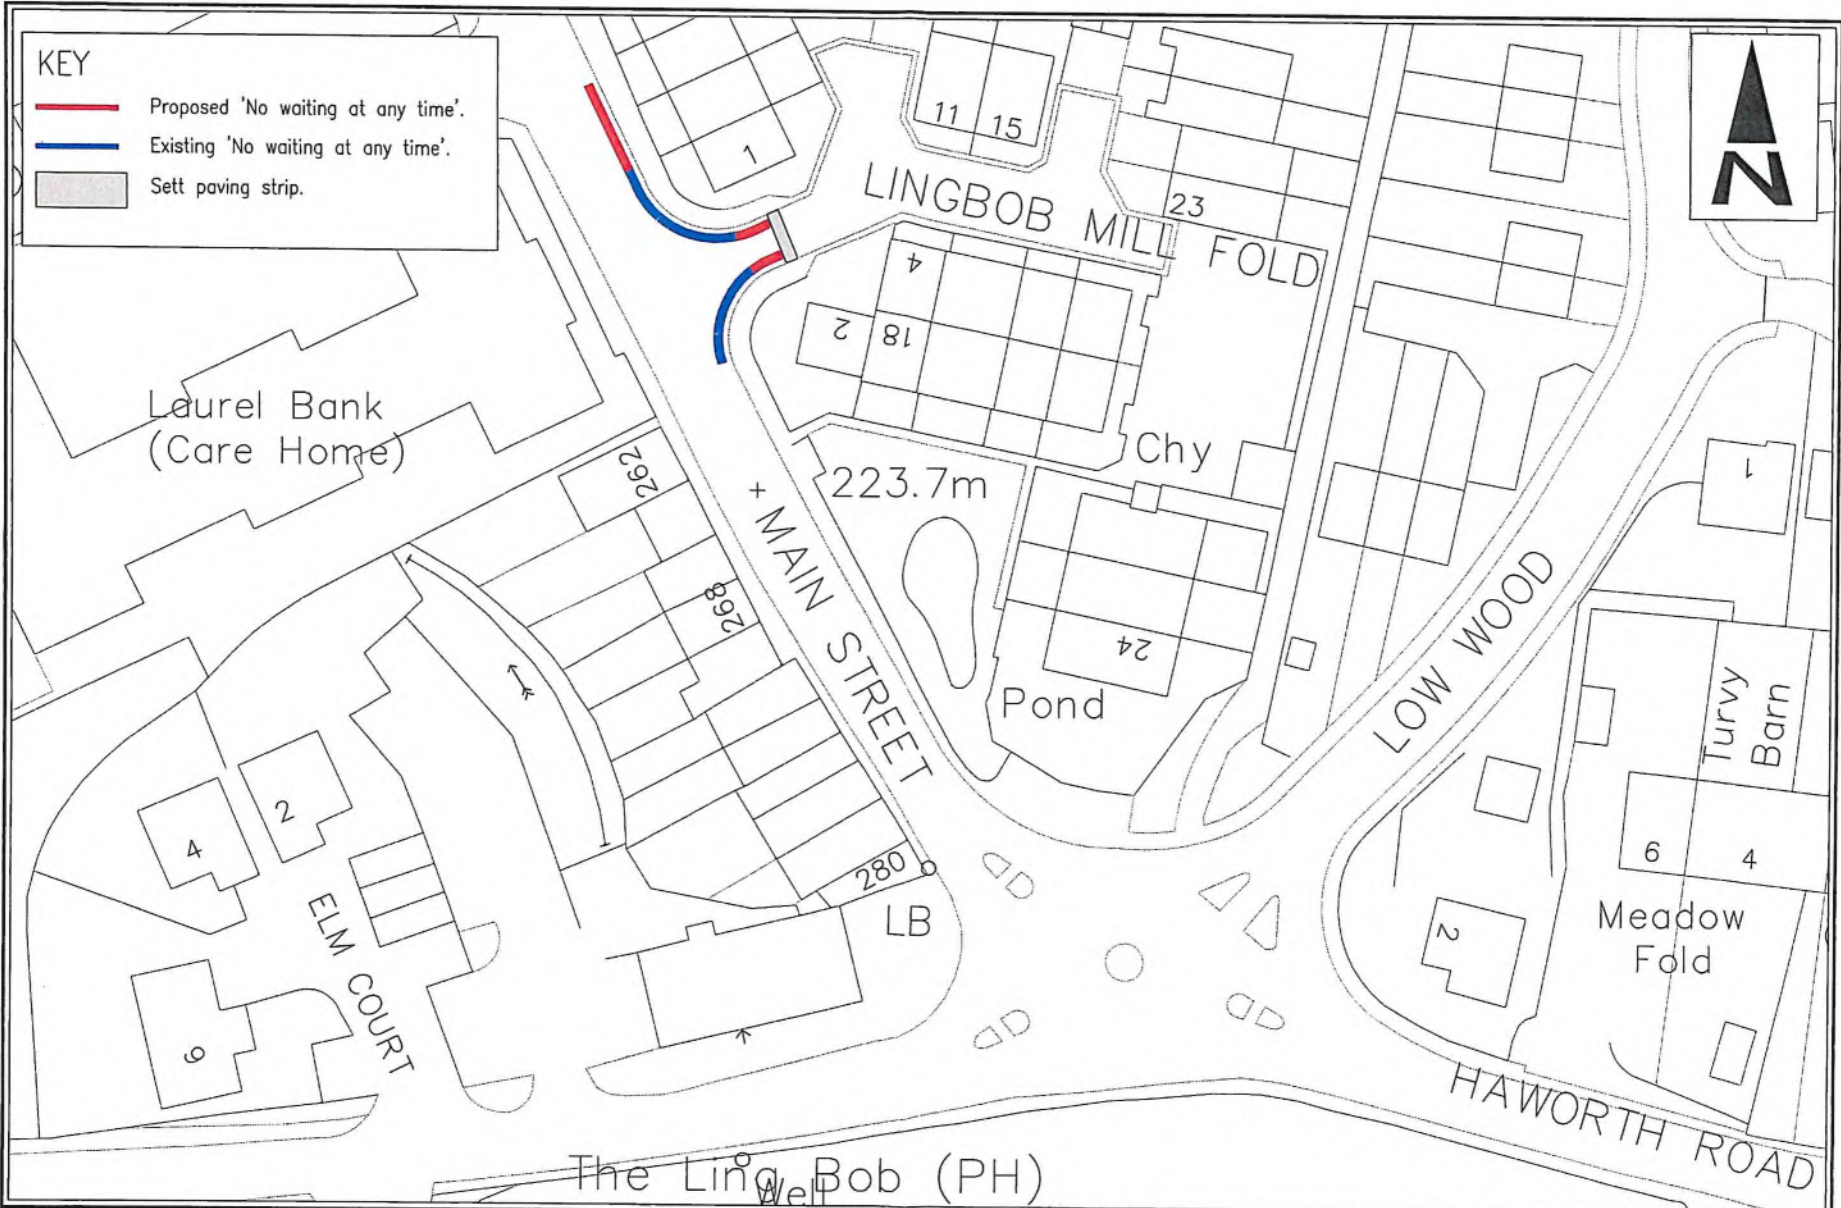 KEY
Proposed 'No waiting at any time'.
Existing 'No waiting at any time'.
Sett paving strip.
N
1
11
15
23
LINGBOB MILL FOLD
4
2
18
Laurel Bank
(Care Home)
262
268
280
+ MAIN STREET
223.7m
Chy
24
Pond
LOW WOOD
1
Turvy
Barn
6
4
Meadow
Fold
2
4
2
ELM COURT
9
LB
HAWORTH ROAD
The Ling Bob (PH)
Well